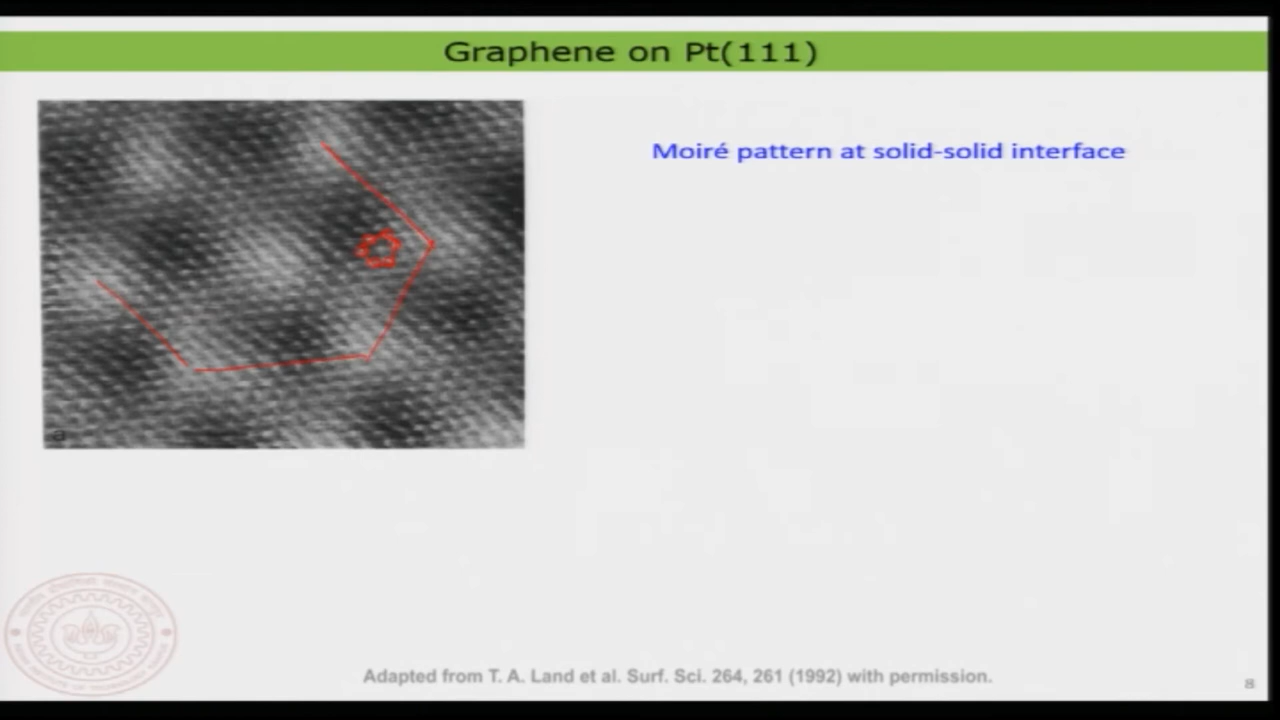 Graphene on Pt(111)
Moiré pattern at solid-solid interface
a
Adapted from T. A. Land et al. Surf. Sci. 264, 261 (1992) with permission.
8